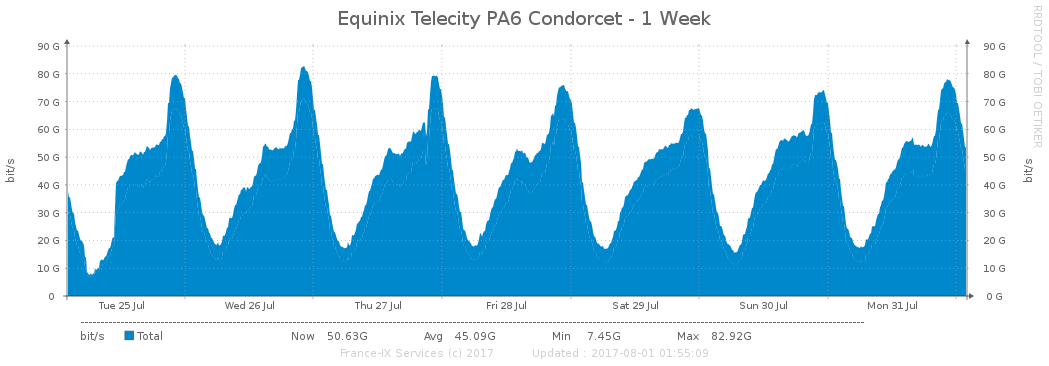 Equinix Telecity PA6 Condorcet - 1 Week
RRDTOOL / TOBI OETIKER
bit/s
90 G
80 G
70 G
60 G
50 G
40 G
30 G
20 G
10 G
0
90 G
80 G
70 G
60 G
50 G
40 G
30 G
20 G
10 G
0 G
bit/s
Tue 25 Jul Wed 26 Jul Thu 27 Jul Fri 28 Jul Sat 29 Jul Sun 30 Jul Mon 31 Jul
bit/s Total Now 50.63G Avg 45.09G Min 7.45G Max 82.92G
France-IX Services (c) 2017 Updated : 2017-08-01 01:55:09